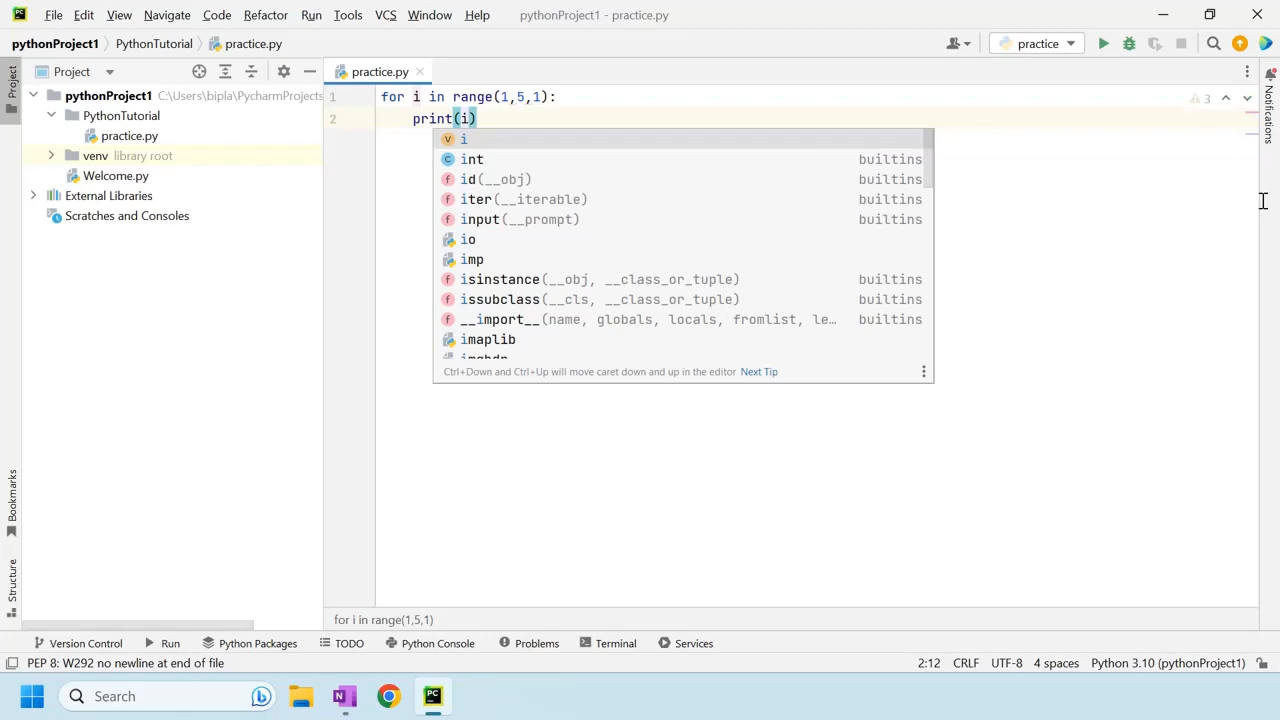 File Edit View Navigate Code Refactor Run Tools VCS Window Help pythonProject1 - practice.py
pythonProject1 PythonTutorial practice.py practice
Project practice.py
Project
pythonProject1 C:\Users\bipla\PycharmProjects
PythonTutorial
practice.py
venv library root
Welcome.py
External Libraries
Scratches and Consoles
1 for i in range(1,5,1):
2 print(i)
3
i
int builtins
id(__obj) builtins
iter(__iterable) builtins
input(__prompt) builtins
io
imp
isinstance(__obj, __class_or_tuple) builtins
issubclass(__cls, __class_or_tuple) builtins
__import__(name, globals, locals, fromlist, le… builtins
imaplib
imghdr
Ctrl+Down and Ctrl+Up will move caret down and up in the editor Next Tip
Notifications
Bookmarks
Structure
for i in range(1,5,1)
Version Control Run Python Packages TODO Python Console Problems Terminal Services
PEP 8: W292 no newline at end of file 2:12 CRLF UTF-8 4 spaces Python 3.10 (pythonProject1)
Search